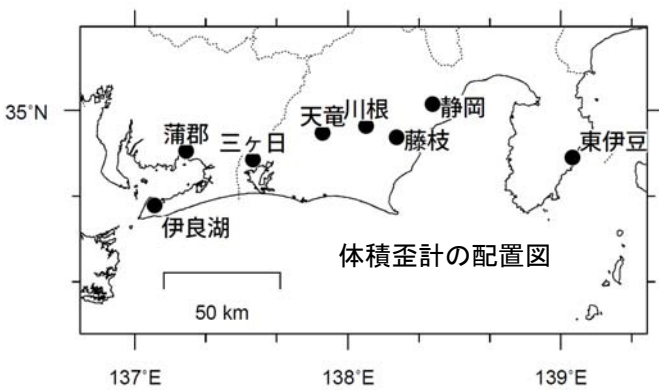 35˚N
蒲郡
三ヶ日
天竜
川根
静岡
藤枝
東伊豆
伊良湖
体積歪計の配置図
50 km
137˚E
138˚E
139˚E